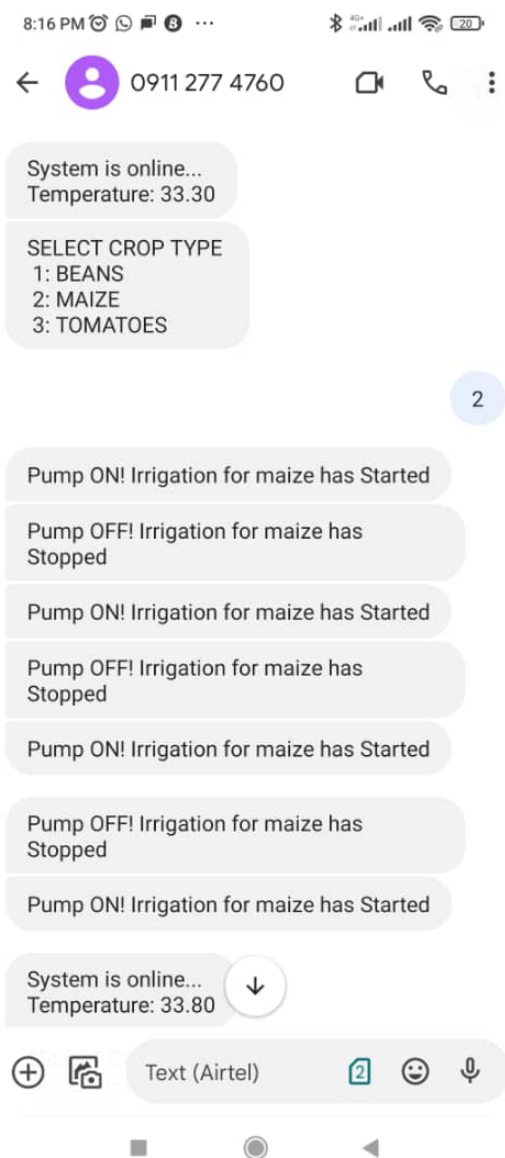 8:16 PM
4G+
20
0911 277 4760
System is online...
Temperature: 33.30
SELECT CROP TYPE
1: BEANS
2: MAIZE
3: TOMATOES
2
Pump ON! Irrigation for maize has Started
Pump OFF! Irrigation for maize has
Stopped
Pump ON! Irrigation for maize has Started
Pump OFF! Irrigation for maize has
Stopped
Pump ON! Irrigation for maize has Started
Pump OFF! Irrigation for maize has
Stopped
Pump ON! Irrigation for maize has Started
System is online...
Temperature: 33.80
Text (Airtel)
2